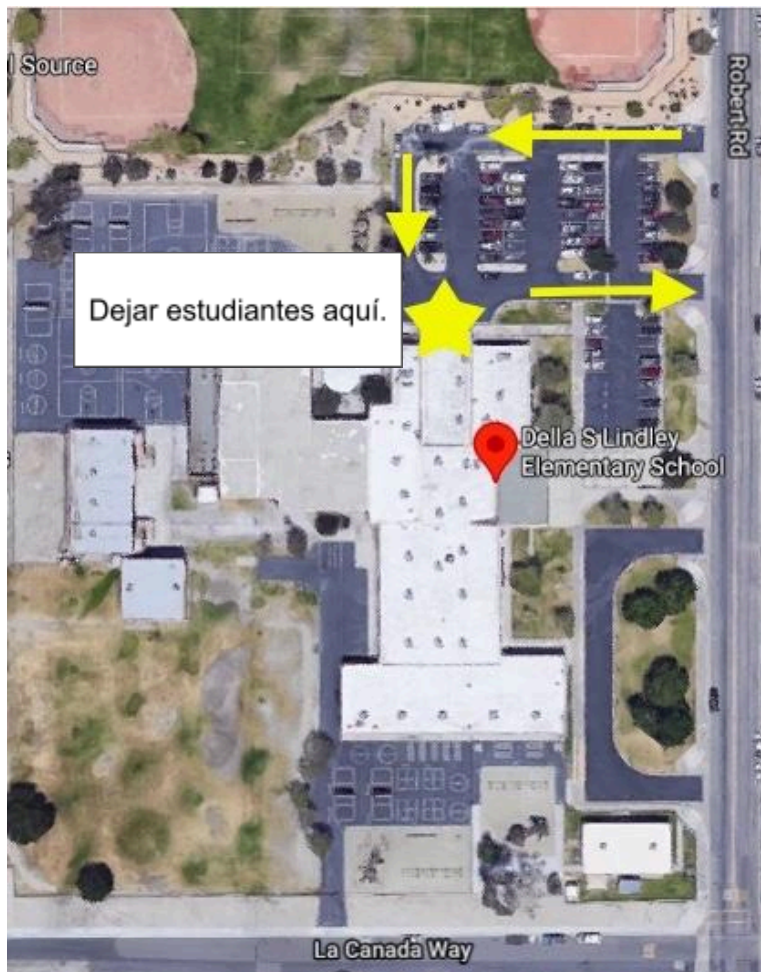 l Source
Robert Rd
Dejar estudiantes aquí.
Della S Lindley
Elementary School
La Canada Way